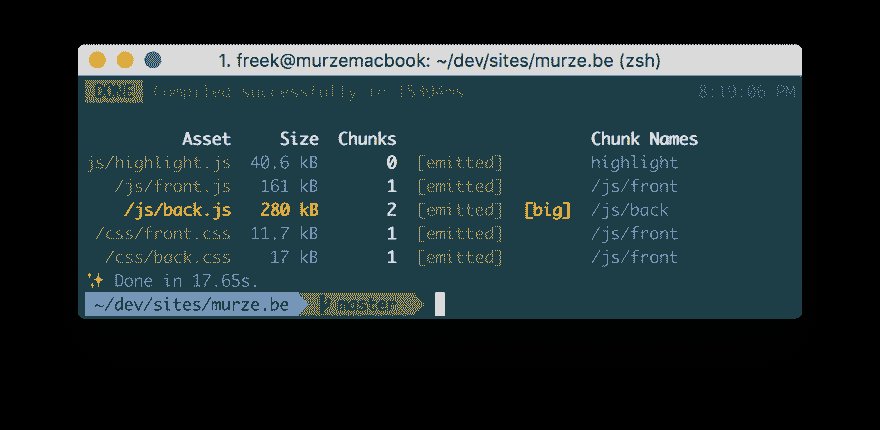 1. freek@murzemacbook: ~/dev/sites/murze.be (zsh)
DONE Compiled successfully in 15394ms 8:19:06 PM
Asset Size Chunks Chunk Names
js/highlight.js 40.6 kB 0 [emitted] highlight
/js/front.js 161 kB 1 [emitted] /js/front
/js/back.js 280 kB 2 [emitted] [big] /js/back
/css/front.css 11.7 kB 1 [emitted] /js/front
/css/back.css 17 kB 1 [emitted] /js/front
✨ Done in 17.65s.
~/dev/sites/murze.be master